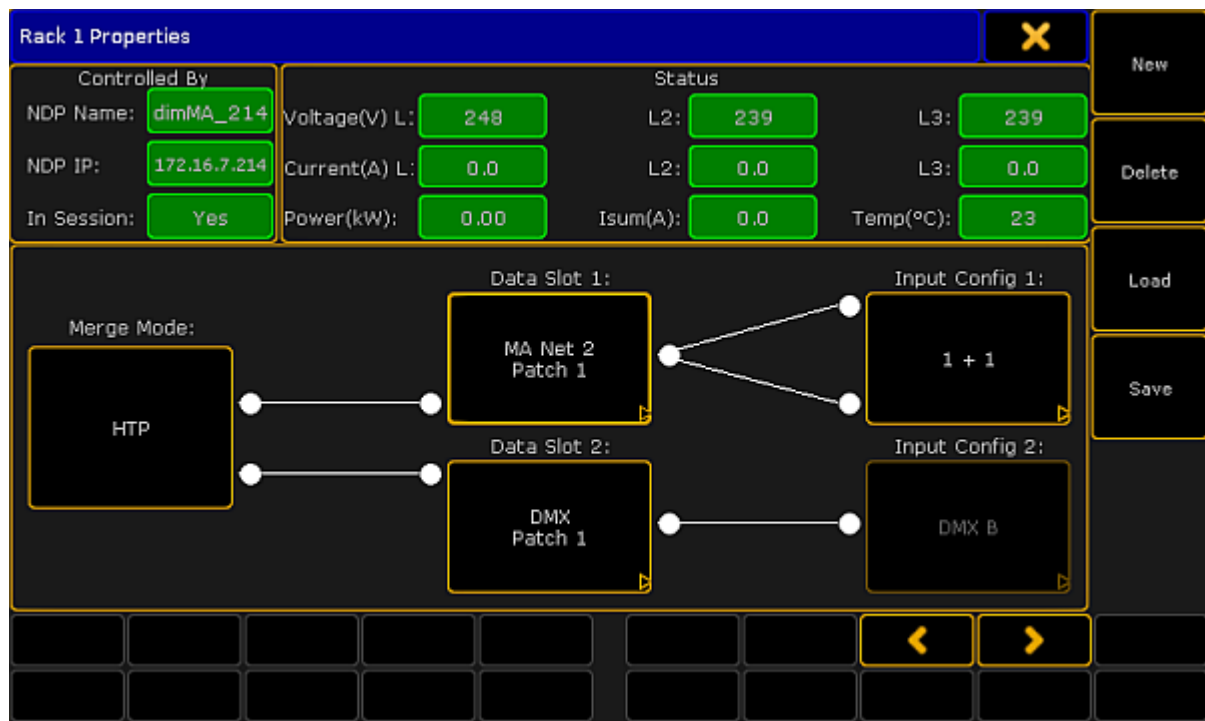 Rack 1 Properties
New
Controlled By
Status
NDP Name: dimMA_214
Voltage(V) L: 248 L2: 239 L3: 239
NDP IP: 172.16.7.214
Current(A) L: 0.0 L2: 0.0 L3: 0.0
Delete
In Session: Yes
Power(kW): 0.00 Isum(A): 0.0 Temp(°C): 23
Data Slot 1:
Input Config 1:
Load
Merge Mode:
MA Net 2
Patch 1
1 + 1
Save
HTP
Data Slot 2:
Input Config 2:
DMX
Patch 1
DMX B